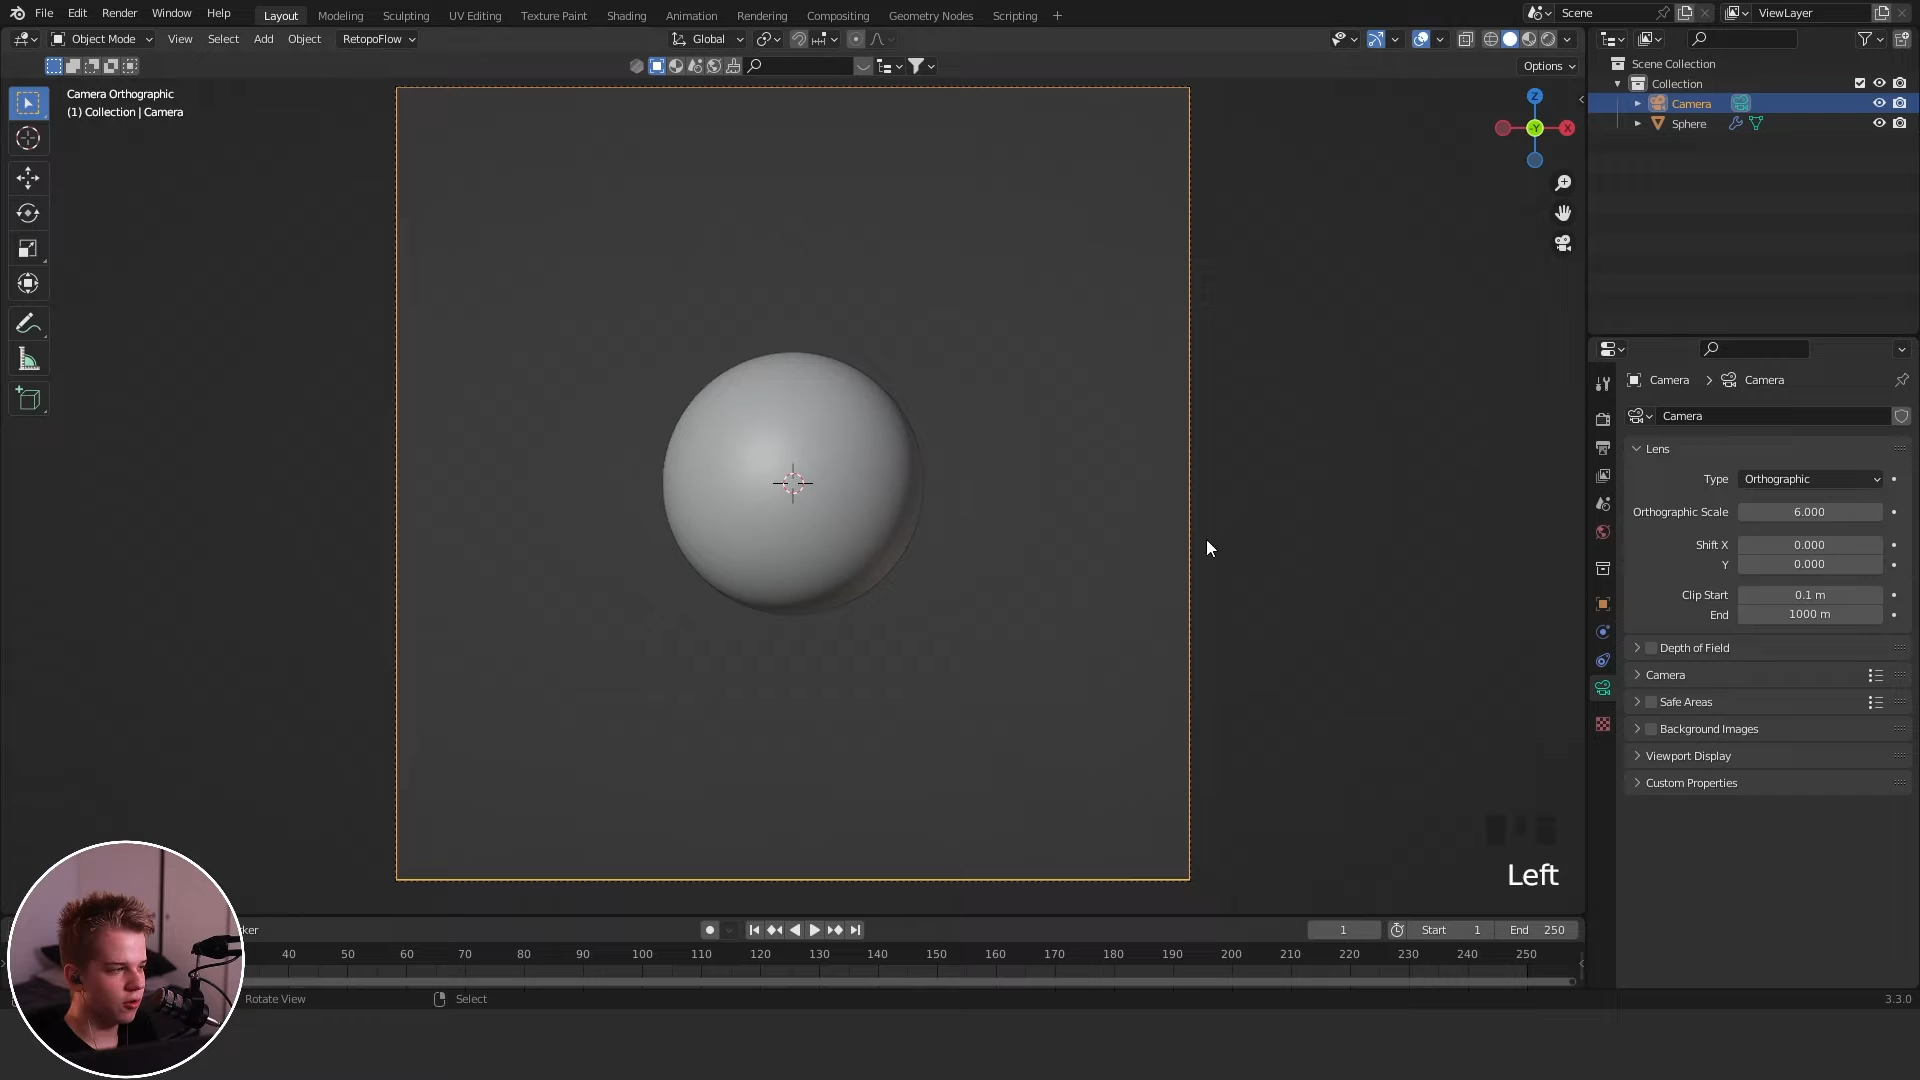 File Edit Render Window Help Layout Modeling Sculpting UV Editing Texture Paint Shading Animation Rendering Compositing Geometry Nodes Scripting + Scene ViewLayer
Object Mode View Select Add Object RetopoFlow Global
Options
Camera Orthographic
(1) Collection | Camera
Z
-Y
X
Scene Collection
Collection
Camera
Sphere
Camera > Camera
Camera
Lens
Type Orthographic
Orthographic Scale 6.000
Shift X 0.000
Y 0.000
Clip Start 0.1 m
End 1000 m
Depth of Field
Camera
Safe Areas
Background Images
Viewport Display
Custom Properties
Left
1 Start 1 End 250
40 50 60 70 80 90 100 110 120 130 140 150 160 170 180 190 200 210 220 230 240 250
Rotate View Select 3.3.0